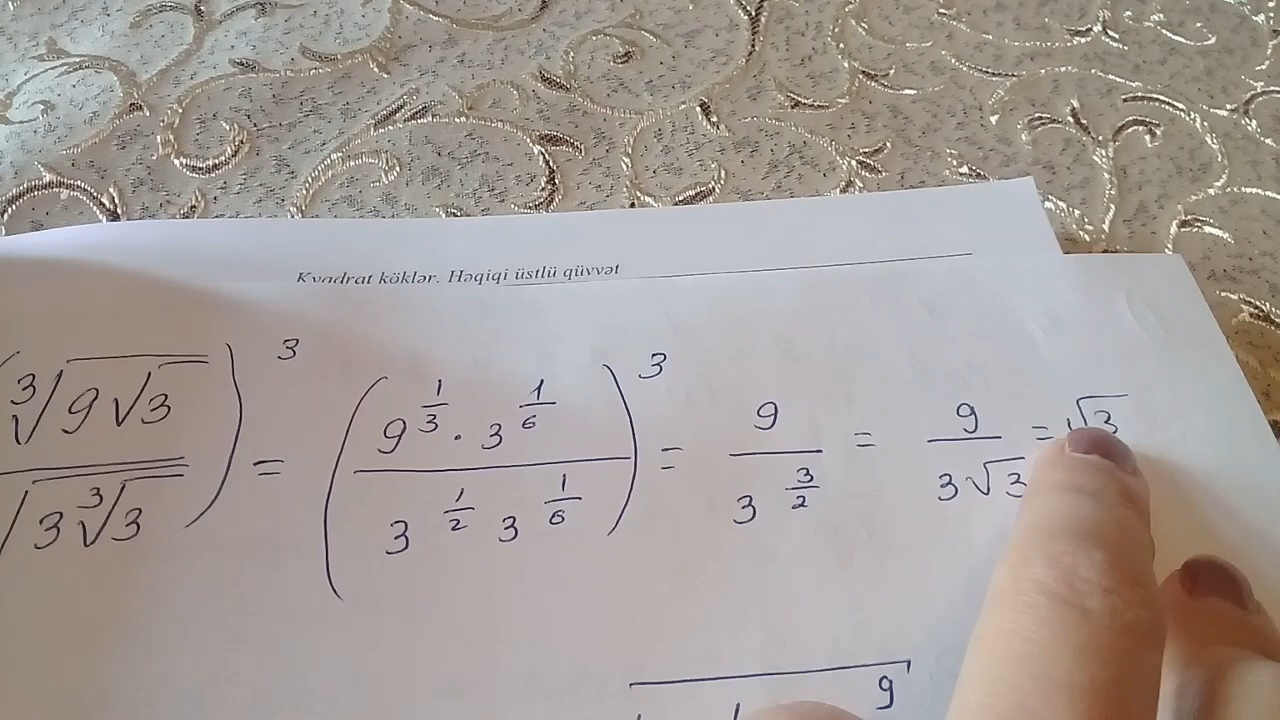 Kvadrat köklər. Həqiqi üstlü qüvvət
(∛(9√3) / √(3∛3))³ = (9^(1/3) · 3^(1/6) / 3^(1/2) 3^(1/6))³ = 9 / 3^(3/2) = 9 / 3√3 = √3
9